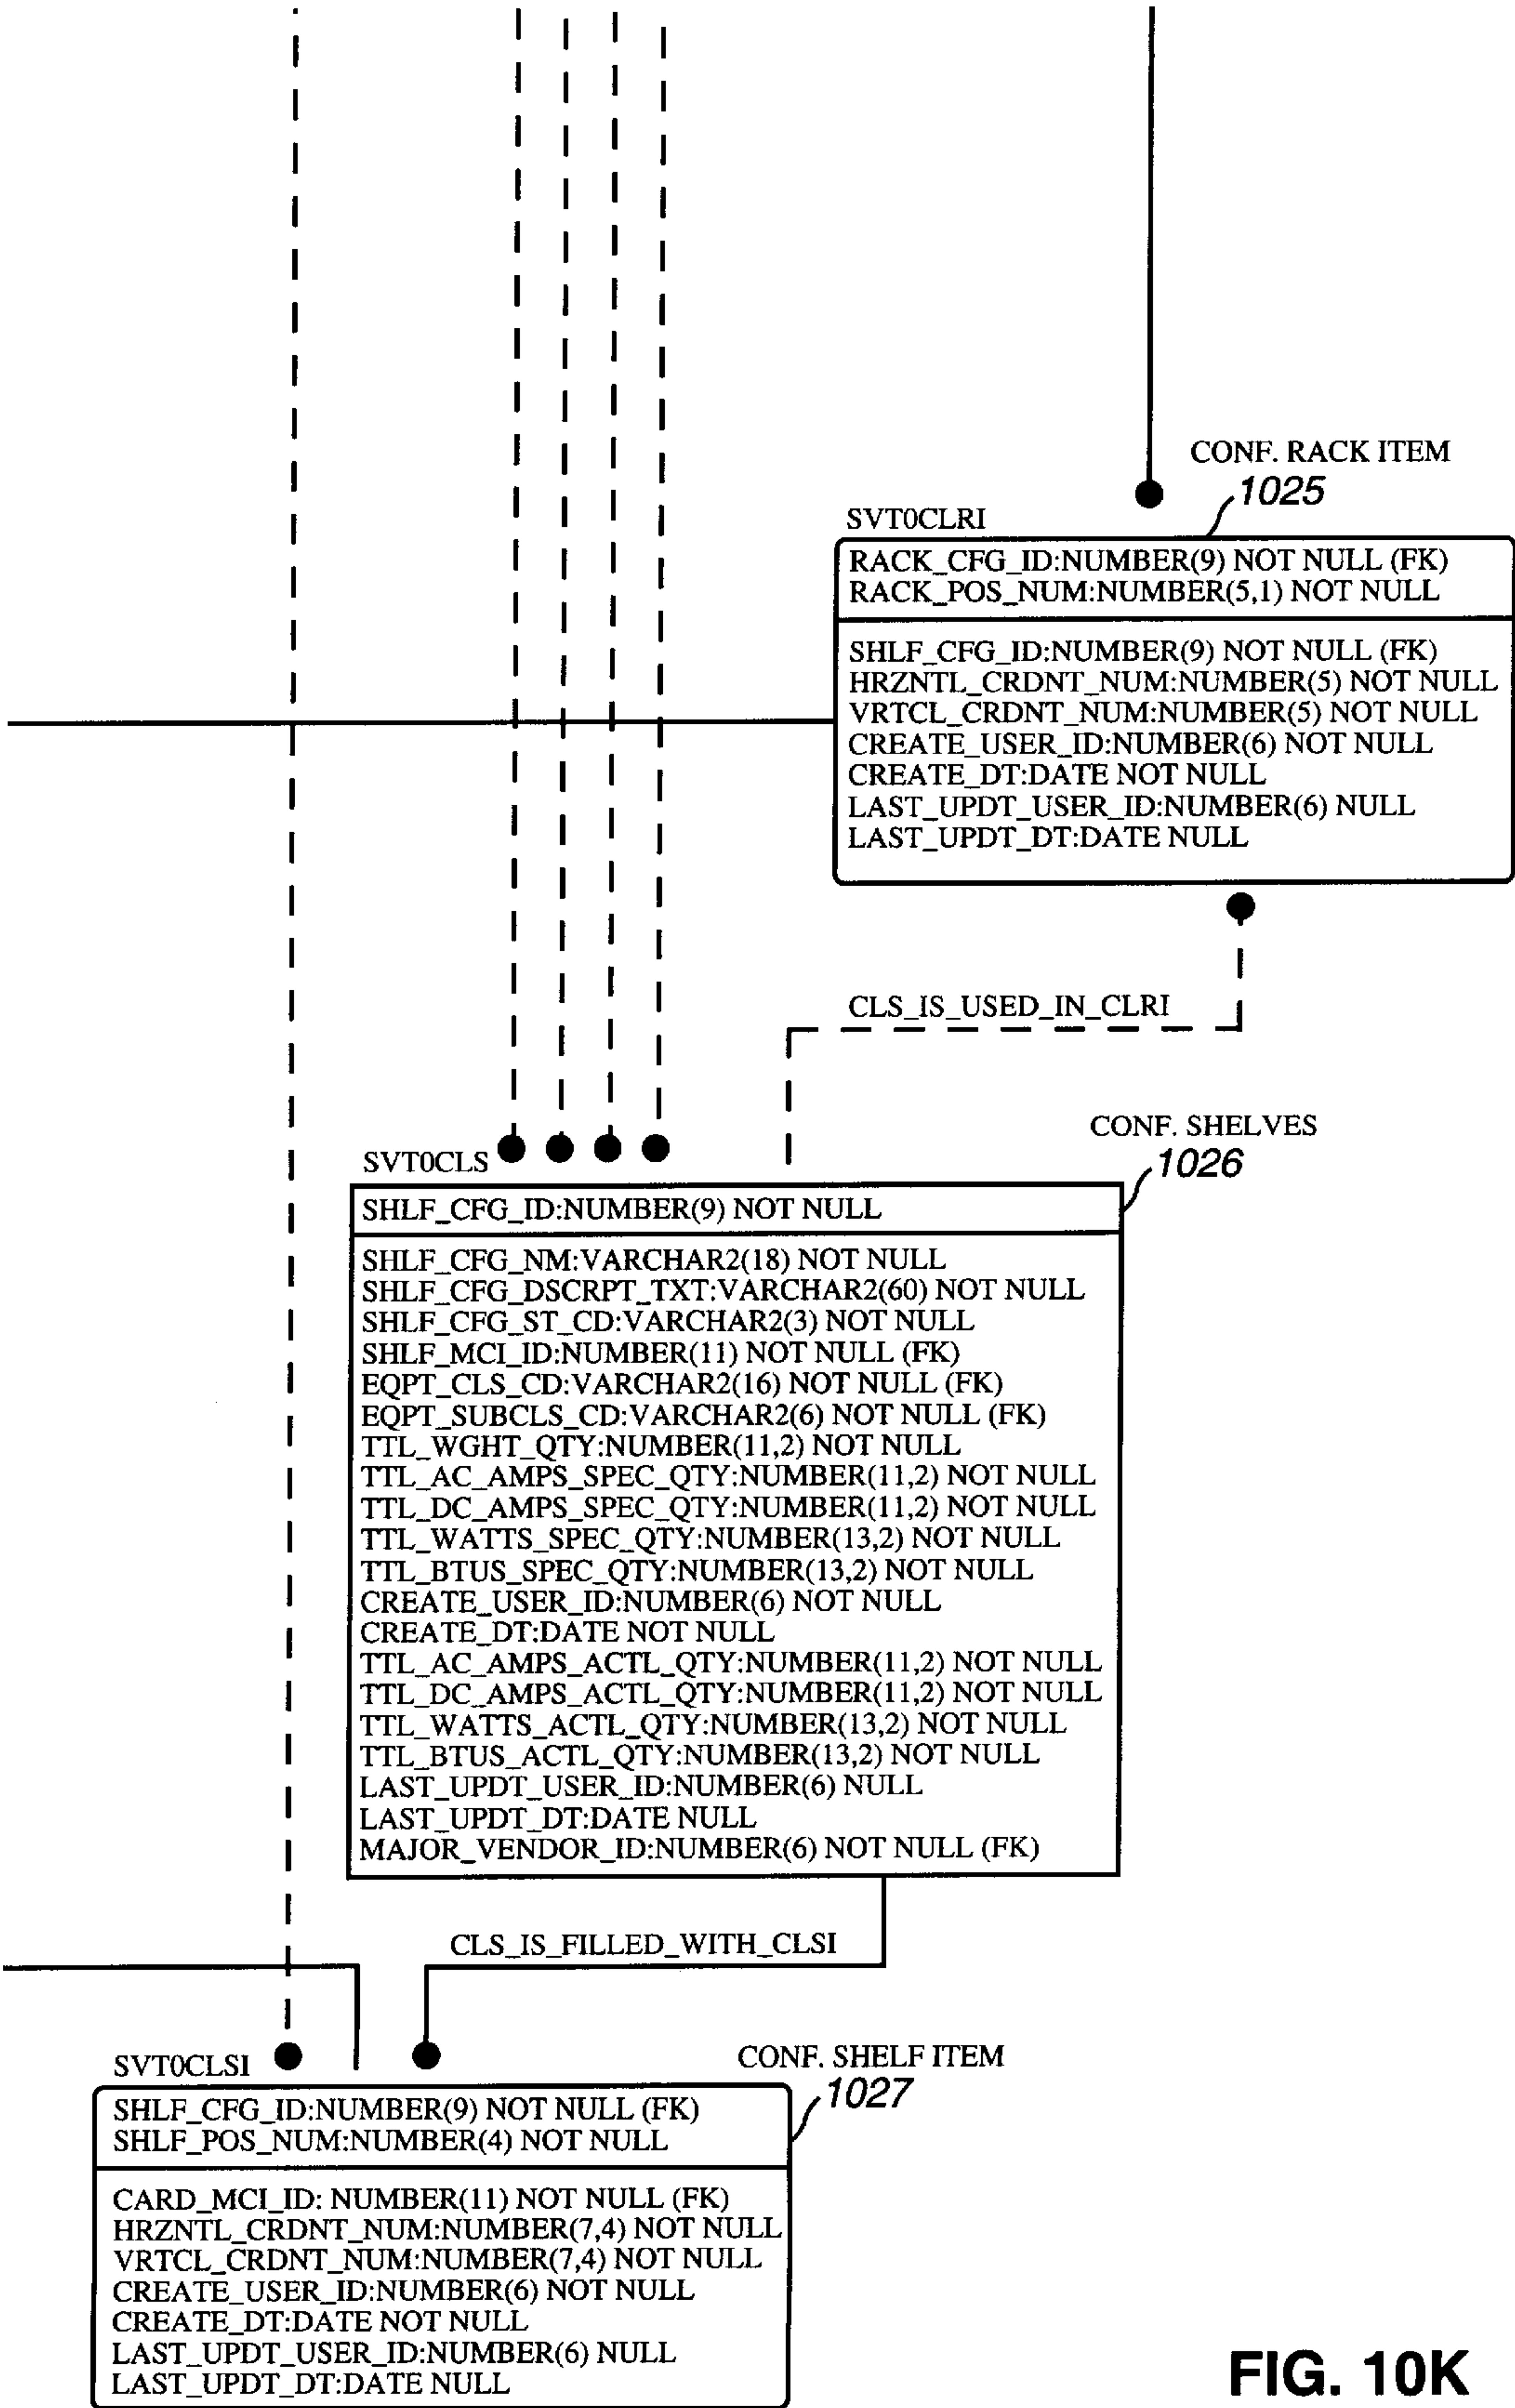 CONF. RACK ITEM
1025
SVT0CLRI
RACK_CFG_ID:NUMBER(9) NOT NULL (FK)
RACK_POS_NUM:NUMBER(5,1) NOT NULL
SHLF_CFG_ID:NUMBER(9) NOT NULL (FK)
HRZNTL_CRDNT_NUM:NUMBER(5) NOT NULL
VRTCL_CRDNT_NUM:NUMBER(5) NOT NULL
CREATE_USER_ID:NUMBER(6) NOT NULL
CREATE_DT:DATE NOT NULL
LAST_UPDT_USER_ID:NUMBER(6) NULL
LAST_UPDT_DT:DATE NULL
CLS_IS_USED_IN_CLRI
CONF. SHELVES
1026
SVT0CLS
SHLF_CFG_ID:NUMBER(9) NOT NULL
SHLF_CFG_NM:VARCHAR2(18) NOT NULL
SHLF_CFG_DSCRPT_TXT:VARCHAR2(60) NOT NULL
SHLF_CFG_ST_CD:VARCHAR2(3) NOT NULL
SHLF_MCI_ID:NUMBER(11) NOT NULL (FK)
EQPT_CLS_CD:VARCHAR2(16) NOT NULL (FK)
EQPT_SUBCLS_CD:VARCHAR2(6) NOT NULL (FK)
TTL_WGHT_QTY:NUMBER(11,2) NOT NULL
TTL_AC_AMPS_SPEC_QTY:NUMBER(11,2) NOT NULL
TTL_DC_AMPS_SPEC_QTY:NUMBER(11,2) NOT NULL
TTL_WATTS_SPEC_QTY:NUMBER(13,2) NOT NULL
TTL_BTUS_SPEC_QTY:NUMBER(13,2) NOT NULL
CREATE_USER_ID:NUMBER(6) NOT NULL
CREATE_DT:DATE NOT NULL
TTL_AC_AMPS_ACTL_QTY:NUMBER(11,2) NOT NULL
TTL_DC_AMPS_ACTL_QTY:NUMBER(11,2) NOT NULL
TTL_WATTS_ACTL_QTY:NUMBER(13,2) NOT NULL
TTL_BTUS_ACTL_QTY:NUMBER(13,2) NOT NULL
LAST_UPDT_USER_ID:NUMBER(6) NULL
LAST_UPDT_DT:DATE NULL
MAJOR_VENDOR_ID:NUMBER(6) NOT NULL (FK)
CLS_IS_FILLED_WITH_CLSI
CONF. SHELF ITEM
1027
SVT0CLSI
SHLF_CFG_ID:NUMBER(9) NOT NULL (FK)
SHLF_POS_NUM:NUMBER(4) NOT NULL
CARD_MCI_ID: NUMBER(11) NOT NULL (FK)
HRZNTL_CRDNT_NUM:NUMBER(7,4) NOT NULL
VRTCL_CRDNT_NUM:NUMBER(7,4) NOT NULL
CREATE_USER_ID:NUMBER(6) NOT NULL
CREATE_DT:DATE NOT NULL
LAST_UPDT_USER_ID:NUMBER(6) NULL
LAST_UPDT_DT:DATE NULL
FIG. 10K